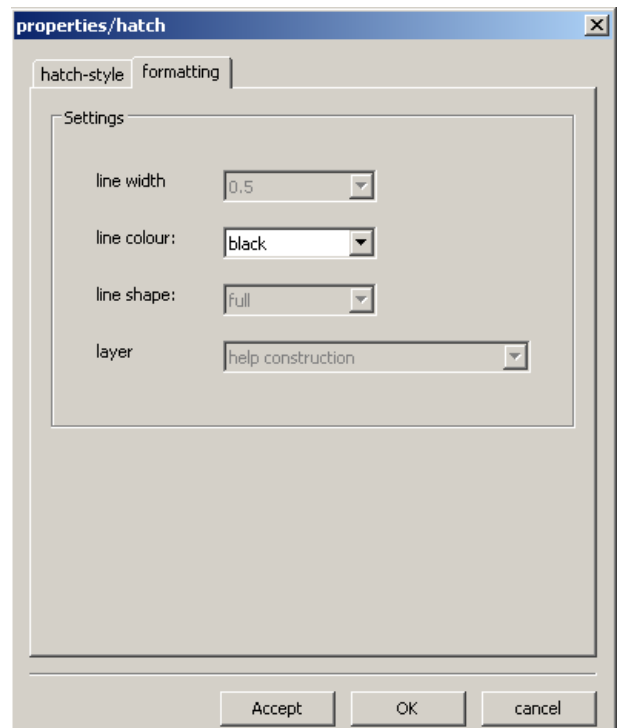 properties/hatch
hatch-style formatting
Settings
line width 0.5
line colour: black
line shape: full
layer help construction
Accept OK cancel